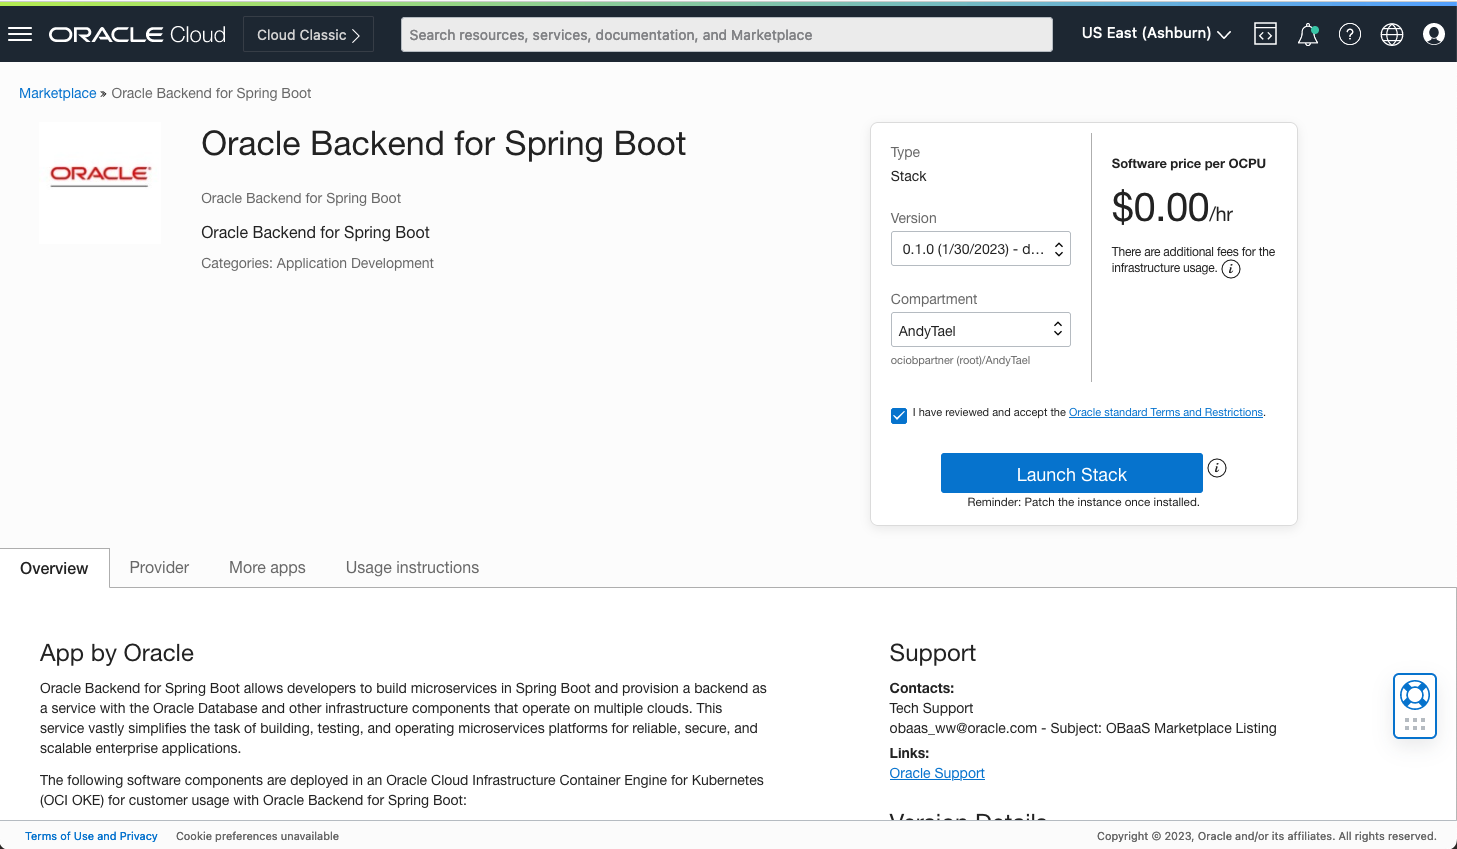 ORACLE Cloud
Cloud Classic
Search resources, services, documentation, and Marketplace
US East (Ashburn)
Marketplace » Oracle Backend for Spring Boot
ORACLE
Oracle Backend for Spring Boot
Oracle Backend for Spring Boot
Oracle Backend for Spring Boot
Categories: Application Development
Type
Stack
Version
0.1.0 (1/30/2023) - d...
Compartment
AndyTael
ociobpartner (root)/AndyTael
Software price per OCPU
$0.00/hr
There are additional fees for the
infrastructure usage.
I have reviewed and accept the Oracle standard Terms and Restrictions.
Launch Stack
Reminder: Patch the instance once installed.
Overview
Provider
More apps
Usage instructions
App by Oracle
Oracle Backend for Spring Boot allows developers to build microservices in Spring Boot and provision a backend as
a service with the Oracle Database and other infrastructure components that operate on multiple clouds. This
service vastly simplifies the task of building, testing, and operating microservices platforms for reliable, secure, and
scalable enterprise applications.
The following software components are deployed in an Oracle Cloud Infrastructure Container Engine for Kubernetes
(OCI OKE) for customer usage with Oracle Backend for Spring Boot:
Support
Contacts:
Tech Support
obaas_ww@oracle.com - Subject: OBaaS Marketplace Listing
Links:
Oracle Support
Version Details
Terms of Use and Privacy
Cookie preferences unavailable
Copyright © 2023, Oracle and/or its affiliates. All rights reserved.